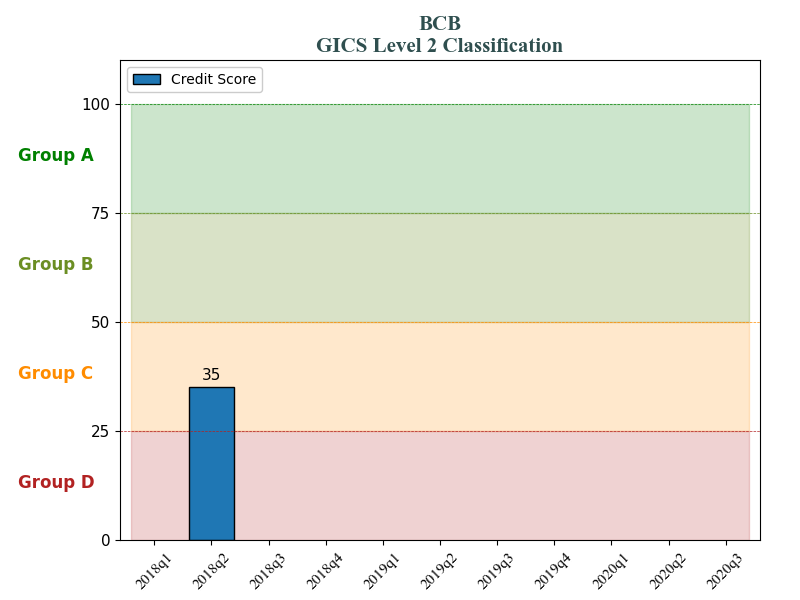 BCB
GICS Level 2 Classification
Credit Score
100
Group A
75
Group B
50
Group C
35
25
Group D
0
2018q1
2018q2
2018q3
2018q4
2019q1
2019q2
2019q3
2019q4
2020q1
2020q2
2020q3